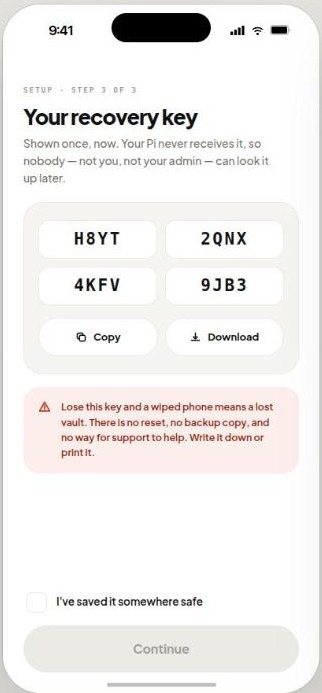 9:41
SETUP · STEP 3 OF 3
Your recovery key
Shown once, now. Your Pi never receives it, so
nobody — not you, not your admin — can look it
up later.
H8YT 2QNX
4KFV 9JB3
Copy Download
Lose this key and a wiped phone means a lost
vault. There is no reset, no backup copy, and
no way for support to help. Write it down or
print it.
I've saved it somewhere safe
Continue